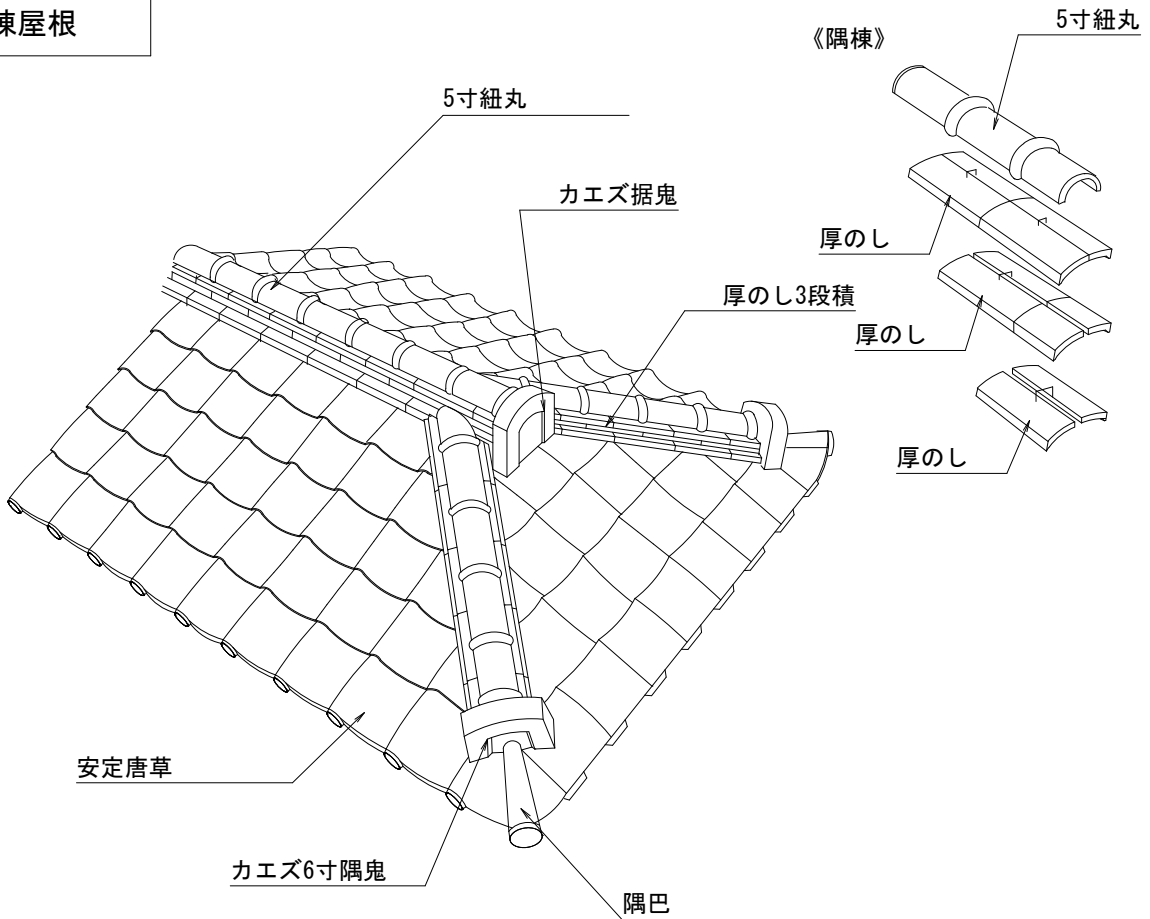 棟屋根
《隅棟》
5寸紐丸
5寸紐丸
カエズ据鬼
厚のし
厚のし3段積
厚のし
厚のし
安定唐草
カエズ6寸隅鬼
隅巴